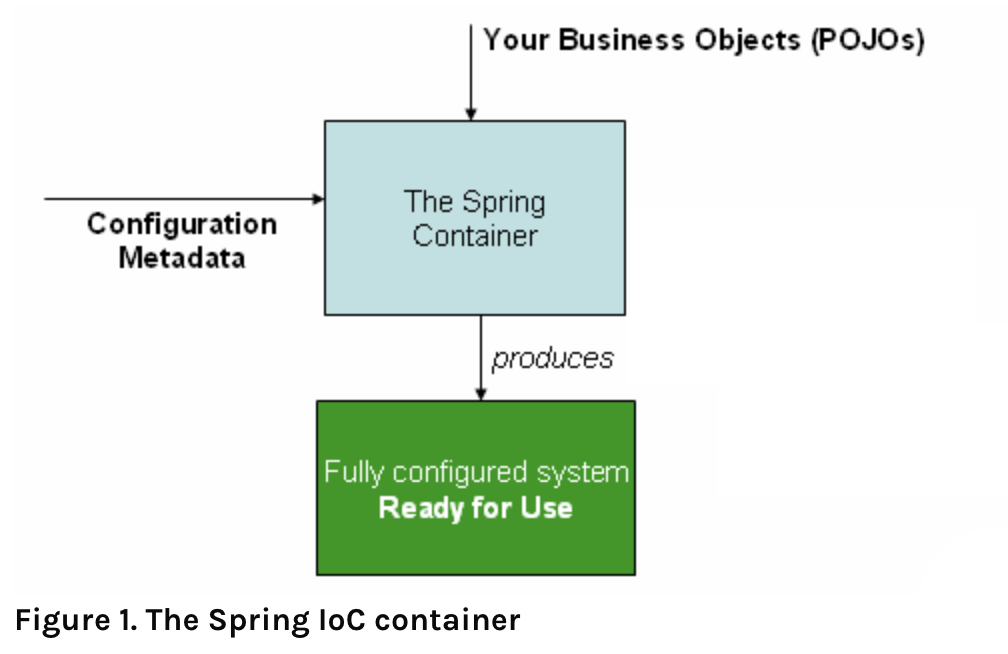 Your Business Objects (POJOs)
The Spring
Container
Configuration
Metadata
produces
Fully configured system
Ready for Use
Figure 1. The Spring IoC container